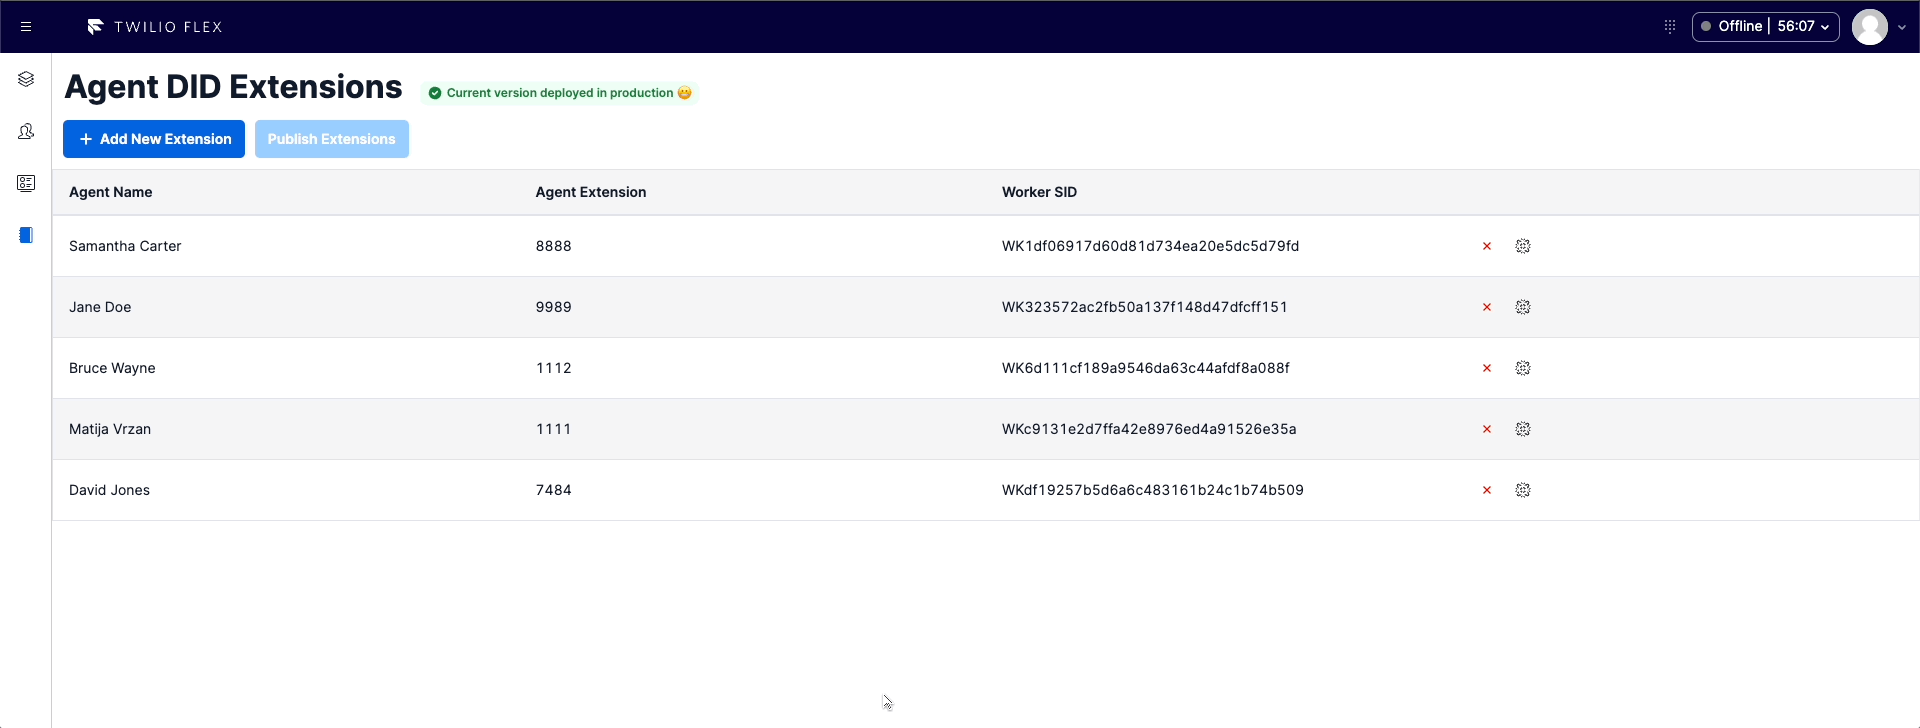 TWILIO FLEX
Offline | 56:07
Agent DID Extensions
Current version deployed in production 😀
+ Add New Extension
Publish Extensions
Agent Name Agent Extension Worker SID
Samantha Carter 8888 WK1df06917d60d81d734ea20e5dc5d79fd
Jane Doe 9989 WK323572ac2fb50a137f148d47dfcff151
Bruce Wayne 1112 WK6d111cf189a9546da63c44afdf8a088f
Matija Vrzan 1111 WKc9131e2d7ffa42e8976ed4a91526e35a
David Jones 7484 WKdf19257b5d6a6c483161b24c1b74b509